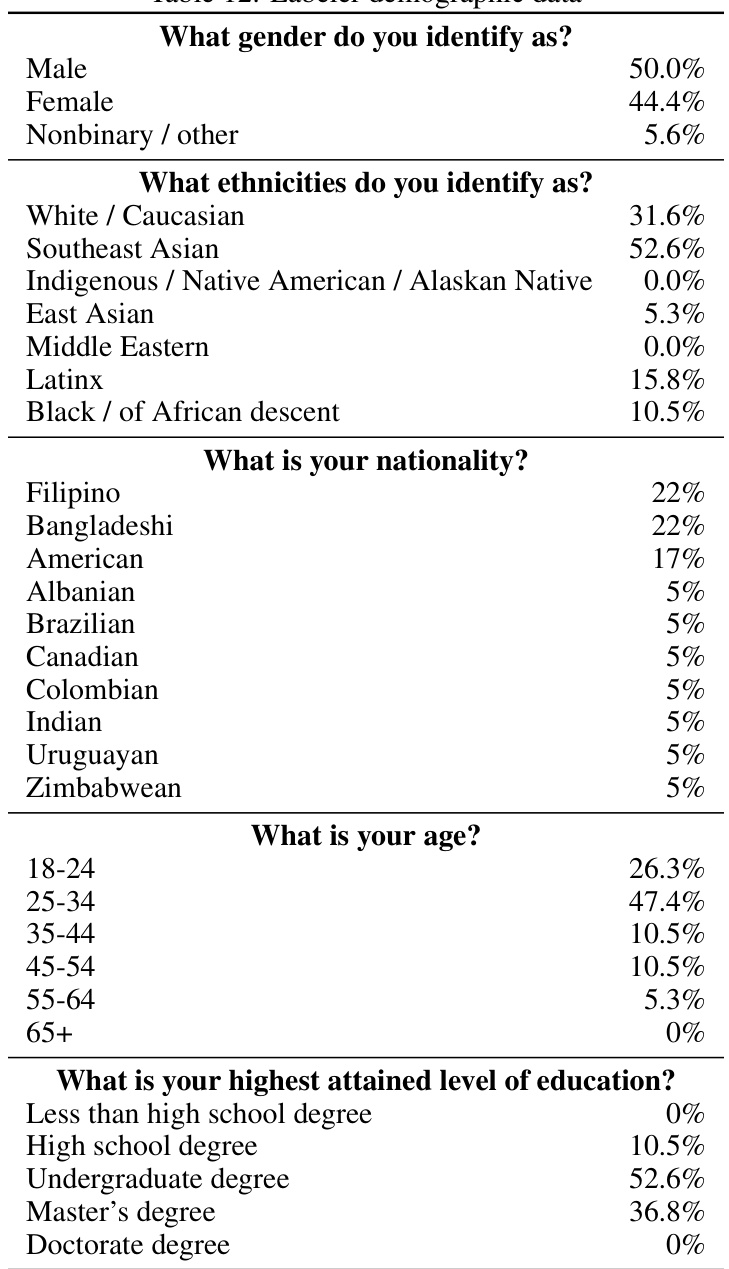 Table 12: Labeler demographic data
What gender do you identify as?
Male 50.0%
Female 44.4%
Nonbinary / other 5.6%
What ethnicities do you identify as?
White / Caucasian 31.6%
Southeast Asian 52.6%
Indigenous / Native American / Alaskan Native 0.0%
East Asian 5.3%
Middle Eastern 0.0%
Latinx 15.8%
Black / of African descent 10.5%
What is your nationality?
Filipino 22%
Bangladeshi 22%
American 17%
Albanian 5%
Brazilian 5%
Canadian 5%
Colombian 5%
Indian 5%
Uruguayan 5%
Zimbabwean 5%
What is your age?
18-24 26.3%
25-34 47.4%
35-44 10.5%
45-54 10.5%
55-64 5.3%
65+ 0%
What is your highest attained level of education?
Less than high school degree 0%
High school degree 10.5%
Undergraduate degree 52.6%
Master’s degree 36.8%
Doctorate degree 0%